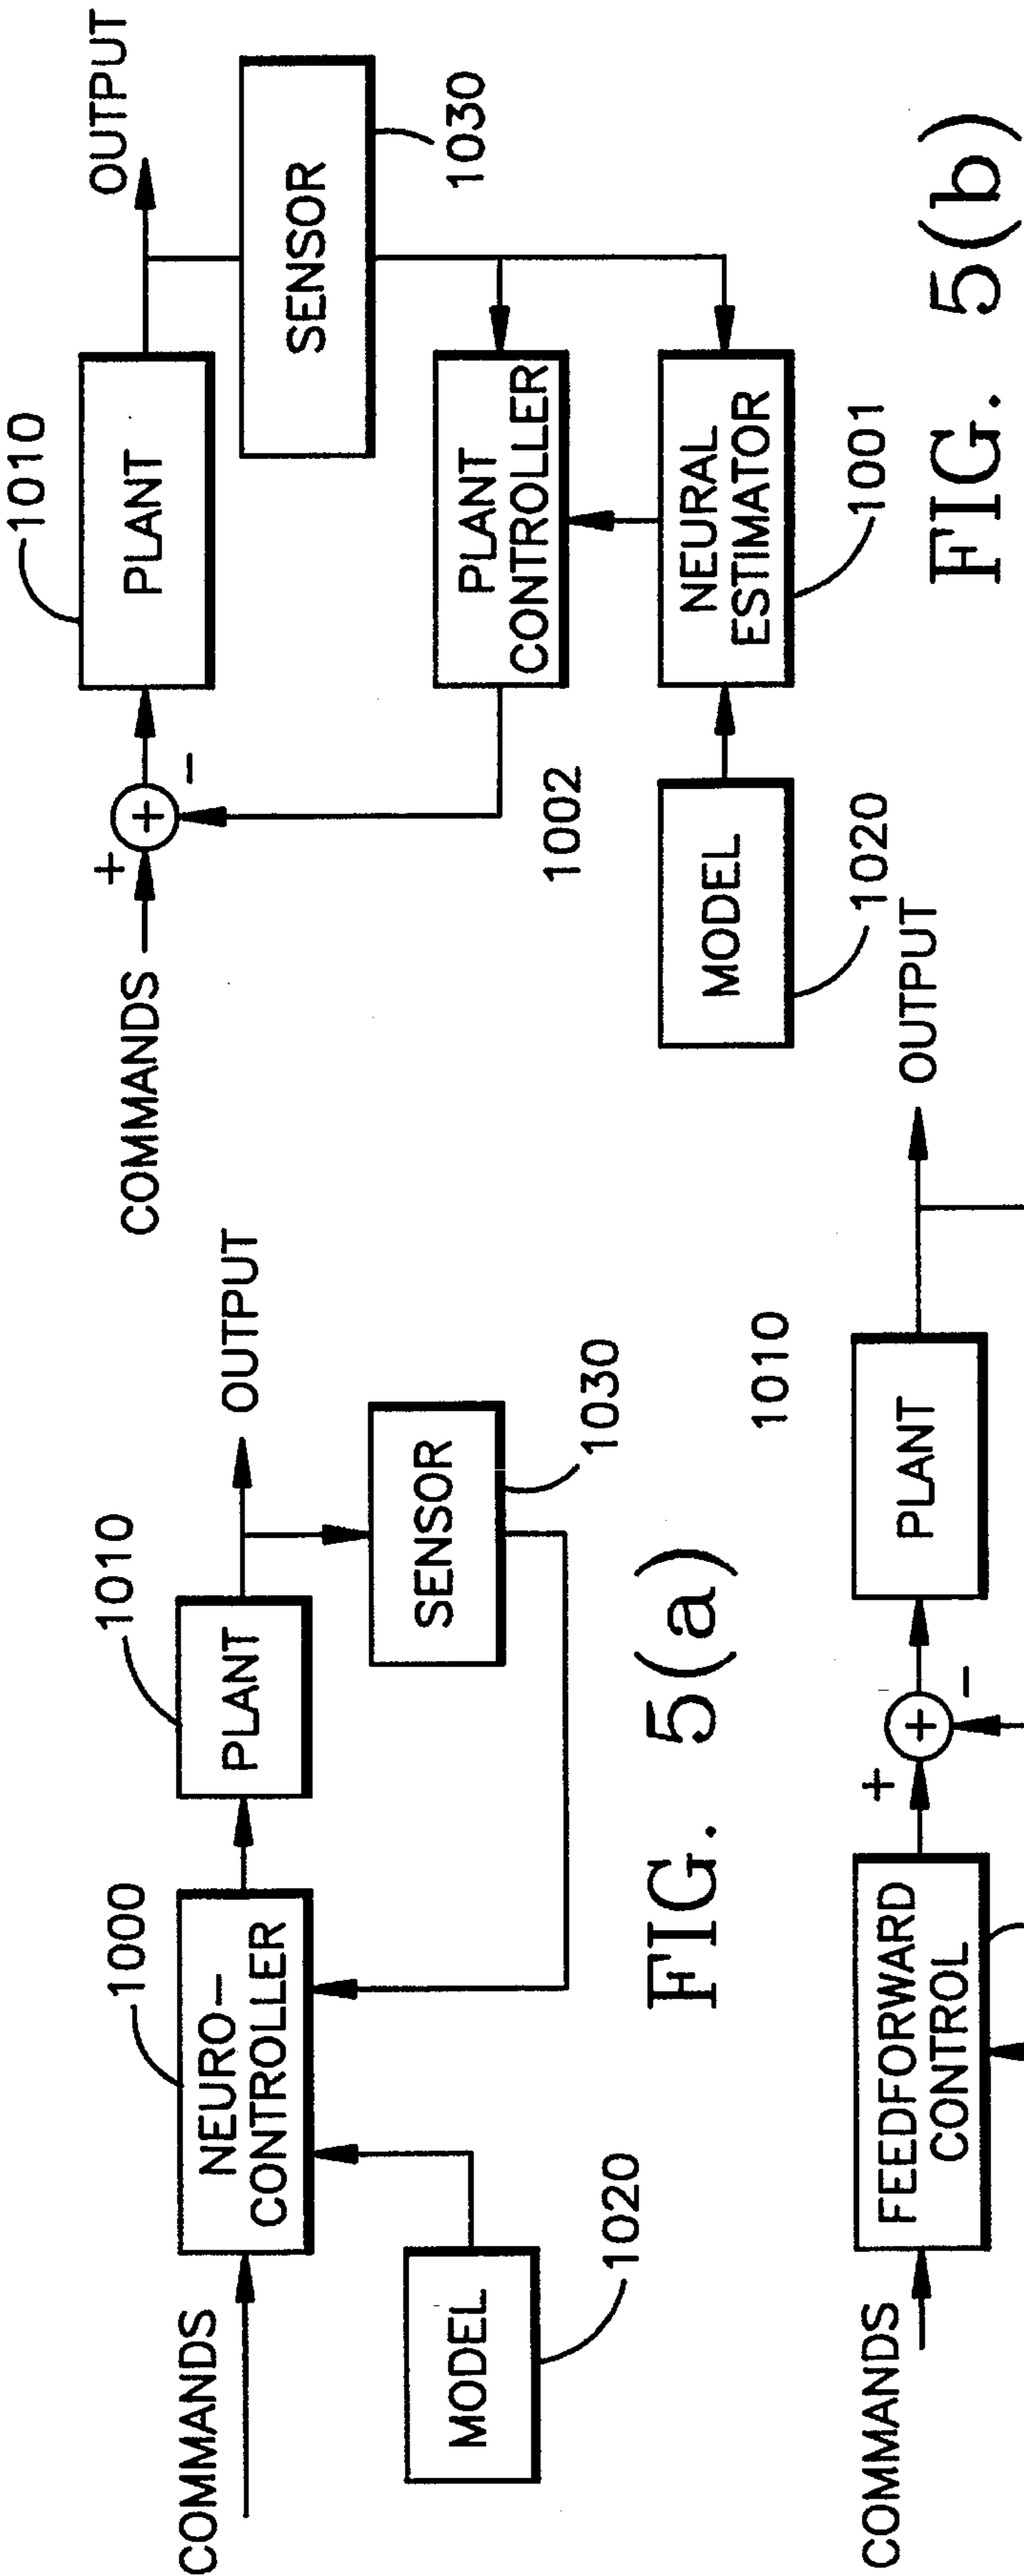 1000
1010
COMMANDS
NEURO-
CONTROLLER
PLANT
OUTPUT
MODEL
SENSOR
1020
1030
FIG. 5(a)
1010
COMMANDS
+
+
-
PLANT
OUTPUT
SENSOR
1030
1002
PLANT
CONTROLLER
MODEL
NEURAL
ESTIMATOR
1020
1001
FIG. 5(b)
1010
COMMANDS
FEEDFORWARD
CONTROL
+
+
-
PLANT
OUTPUT